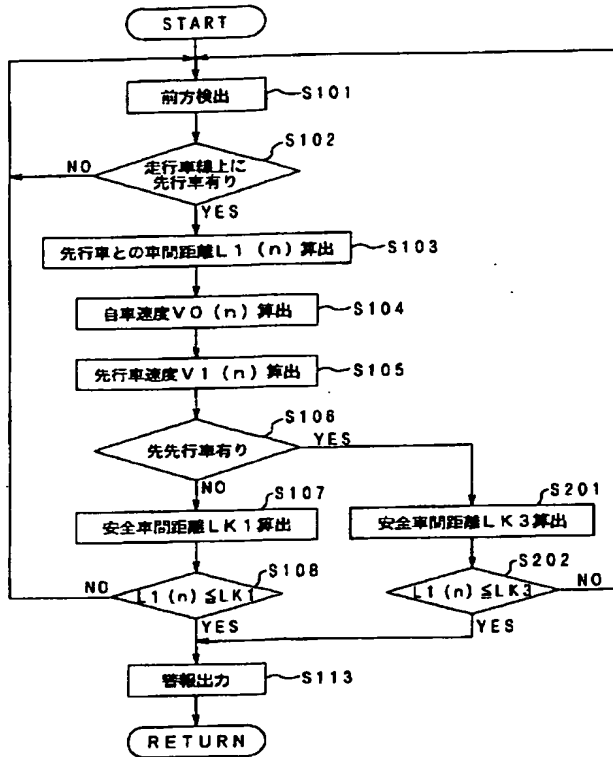 START
前方検出
S101
S102
走行車線上に
先行車有り
NO
YES
先行車との車間距離L1(n)算出
S103
自車速度V0(n)算出
S104
先行車速度V1(n)算出
S105
S106
先先行車有り
YES
NO
S107
安全車間距離LK1算出
S201
安全車間距離LK3算出
S108
L1(n)≦LK1
NO
YES
S202
L1(n)≦LK3
NO
YES
警報出力
S113
RETURN